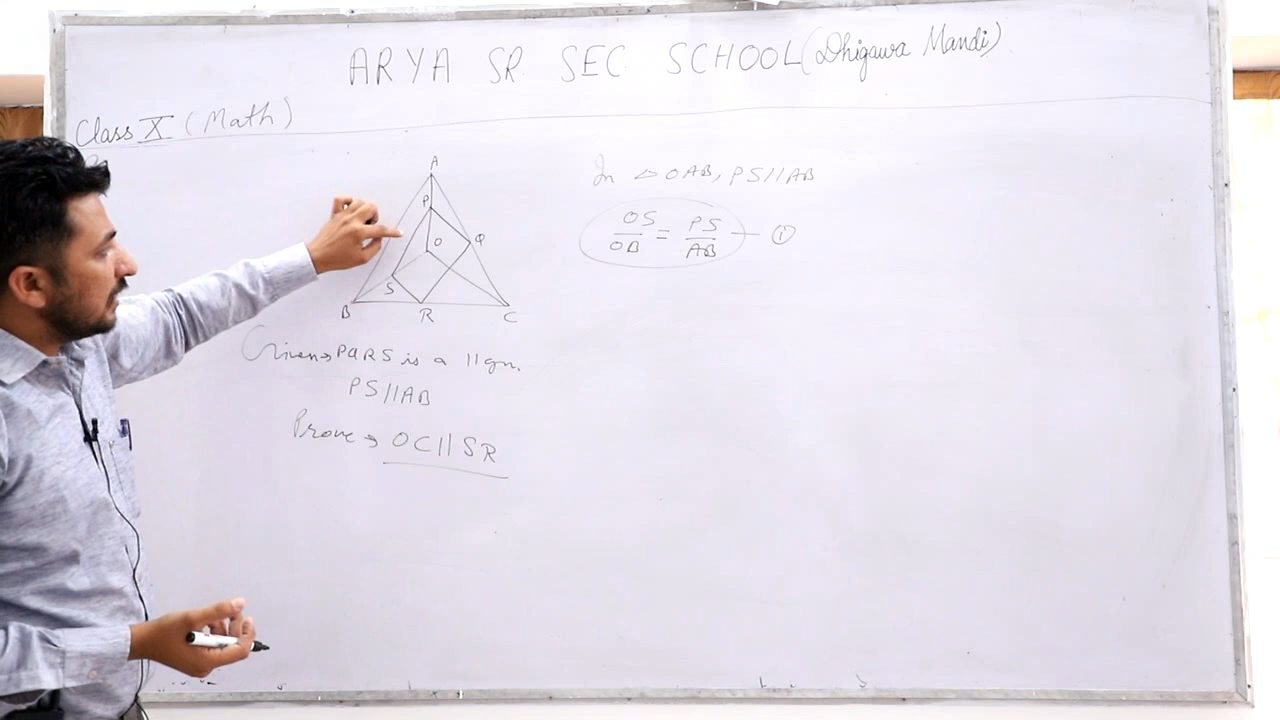 ARYA SR SEC SCHOOL (Dhigawa Mandi)
Class X (Math)
A
P
O
Q
S
B
R
C
In △OAB, PS//AB
OS/OB = PS/AB — ①
Given→ PQRS is a ||gm.
PS//AB
Prove → OC||SR